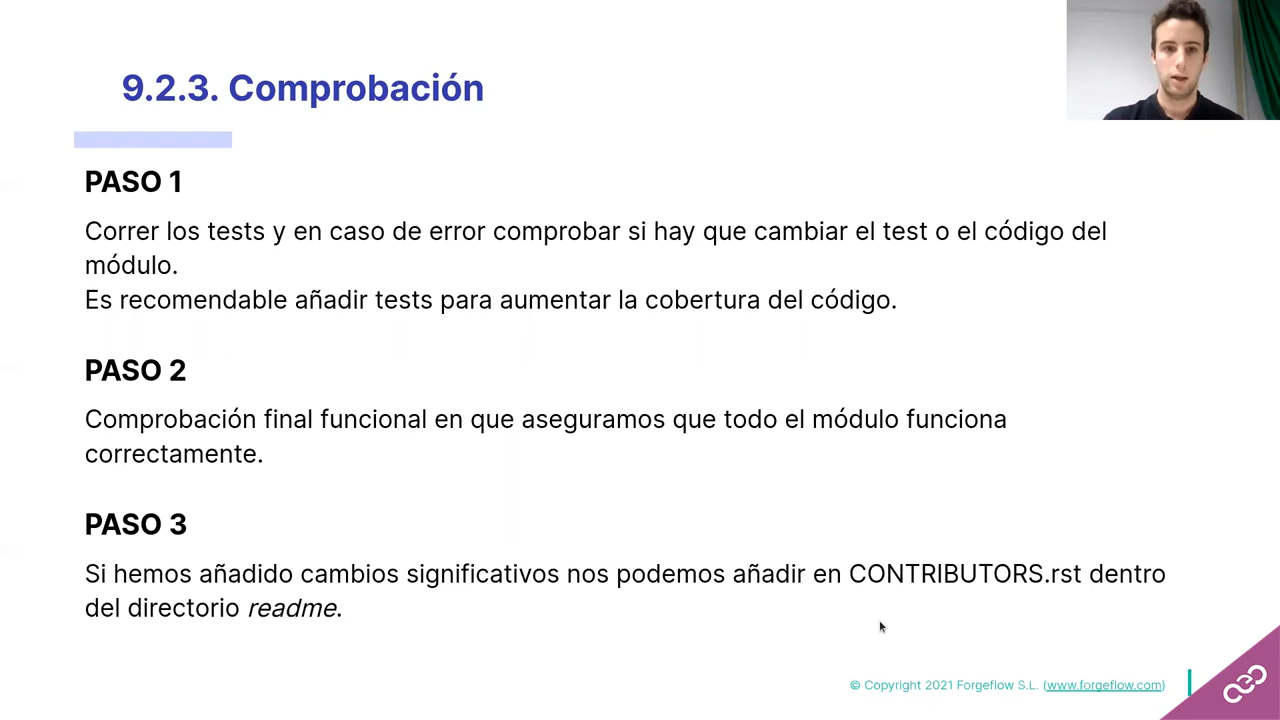 9.2.3. Comprobación
PASO 1
Correr los tests y en caso de error comprobar si hay que cambiar el test o el código del
módulo.
Es recomendable añadir tests para aumentar la cobertura del código.
PASO 2
Comprobación final funcional en que aseguramos que todo el módulo funciona
correctamente.
PASO 3
Si hemos añadido cambios significativos nos podemos añadir en CONTRIBUTORS.rst dentro
del directorio readme.
© Copyright 2021 Forgeflow S.L. (www.forgeflow.com)